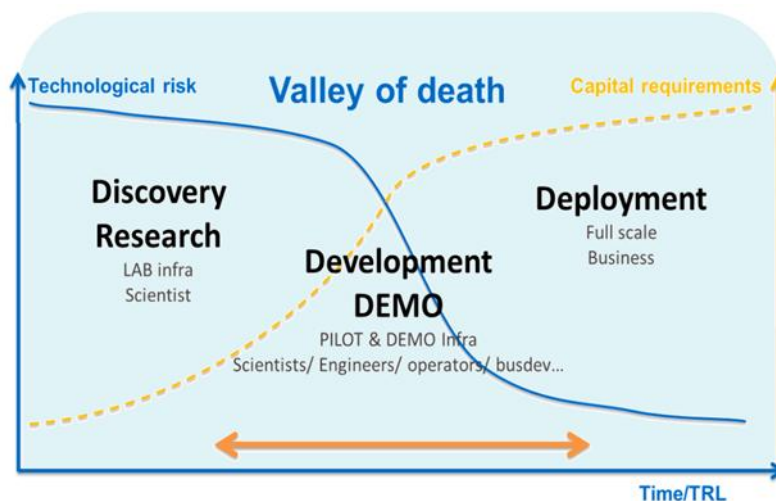 Technological risk
Valley of death
Capital requirements
Discovery
Research
LAB infra
Scientist
Development
DEMO
PILOT & DEMO Infra
Scientists/ Engineers/ operators/ busdev...
Deployment
Full scale
Business
Time/TRL